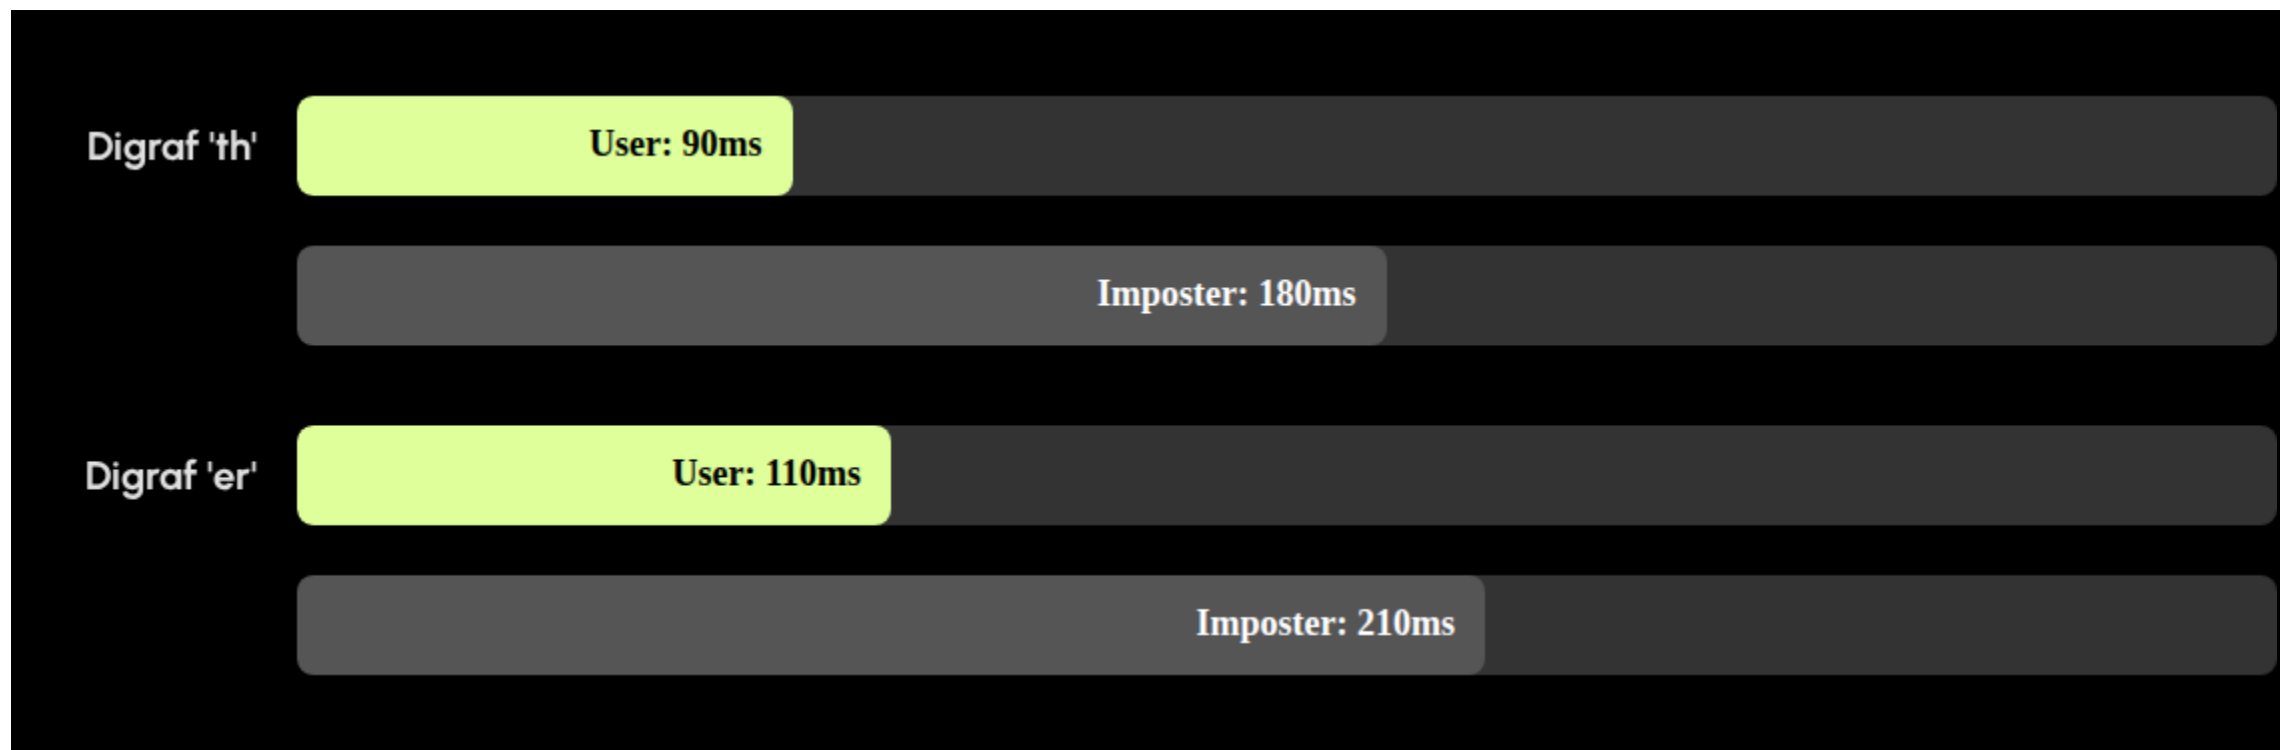 Digraf 'th'
User: 90ms
Imposter: 180ms
Digraf 'er'
User: 110ms
Imposter: 210ms